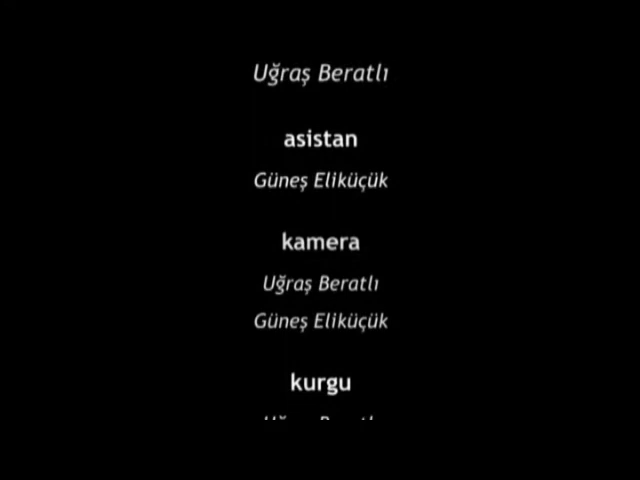 Uğraş Beratlı
asistan
Güneş Eliküçük
kamera
Uğraş Beratlı
Güneş Eliküçük
kurgu